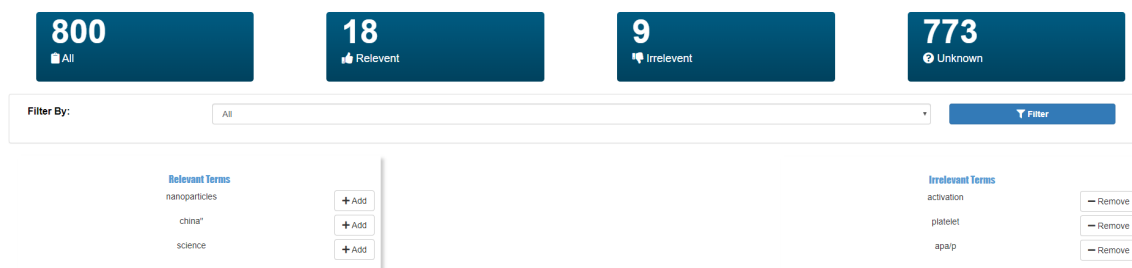 800
All
18
Relevent
9
Irrelevent
773
Unknown
Filter By:
All
Filter
Relevant Terms
nanoparticles
+ Add
china"
+ Add
science
+ Add
Irrelevant Terms
activation
− Remove
platelet
− Remove
apa/p
− Remove